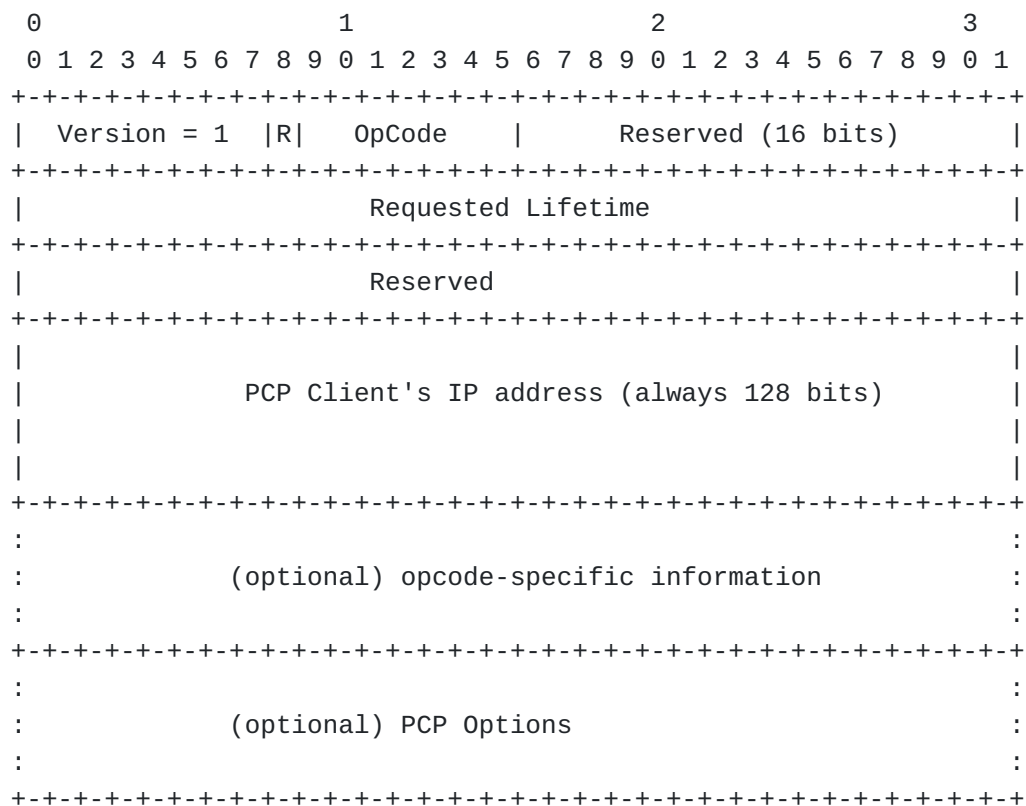 0                   1                   2                   3
 0 1 2 3 4 5 6 7 8 9 0 1 2 3 4 5 6 7 8 9 0 1 2 3 4 5 6 7 8 9 0 1
+-+-+-+-+-+-+-+-+-+-+-+-+-+-+-+-+-+-+-+-+-+-+-+-+-+-+-+-+-+-+-+-+
|  Version = 1  |R|   OpCode    |      Reserved (16 bits)       |
+-+-+-+-+-+-+-+-+-+-+-+-+-+-+-+-+-+-+-+-+-+-+-+-+-+-+-+-+-+-+-+-+
|                      Requested Lifetime                       |
+-+-+-+-+-+-+-+-+-+-+-+-+-+-+-+-+-+-+-+-+-+-+-+-+-+-+-+-+-+-+-+-+
|                      Reserved                                 |
+-+-+-+-+-+-+-+-+-+-+-+-+-+-+-+-+-+-+-+-+-+-+-+-+-+-+-+-+-+-+-+-+
|                                                               |
|              PCP Client's IP address (always 128 bits)        |
|                                                               |
|                                                               |
+-+-+-+-+-+-+-+-+-+-+-+-+-+-+-+-+-+-+-+-+-+-+-+-+-+-+-+-+-+-+-+-+
:                                                               :
:             (optional) opcode-specific information            :
:                                                               :
+-+-+-+-+-+-+-+-+-+-+-+-+-+-+-+-+-+-+-+-+-+-+-+-+-+-+-+-+-+-+-+-+
:                                                               :
:             (optional) PCP Options                            :
:                                                               :
+-+-+-+-+-+-+-+-+-+-+-+-+-+-+-+-+-+-+-+-+-+-+-+-+-+-+-+-+-+-+-+-+